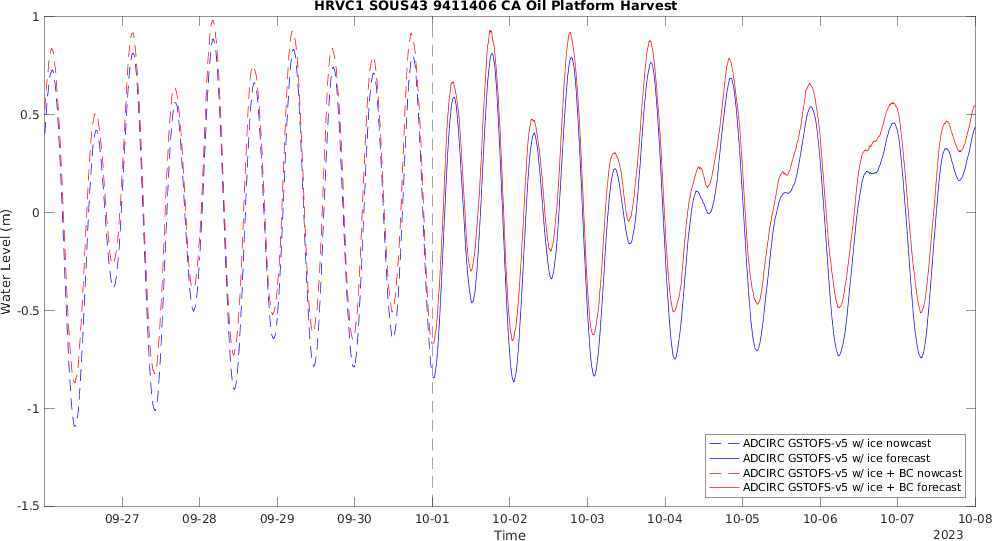 HRVC1 SOUS43 9411406 CA Oil Platform Harvest
1
0.5
0
-0.5
-1
-1.5
Water Level (m)
09-27 09-28 09-29 09-30 10-01 10-02 10-03 10-04 10-05 10-06 10-07 10-08
Time
2023
ADCIRC GSTOFS-v5 w/ ice nowcast
ADCIRC GSTOFS-v5 w/ ice forecast
ADCIRC GSTOFS-v5 w/ ice + BC nowcast
ADCIRC GSTOFS-v5 w/ ice + BC forecast